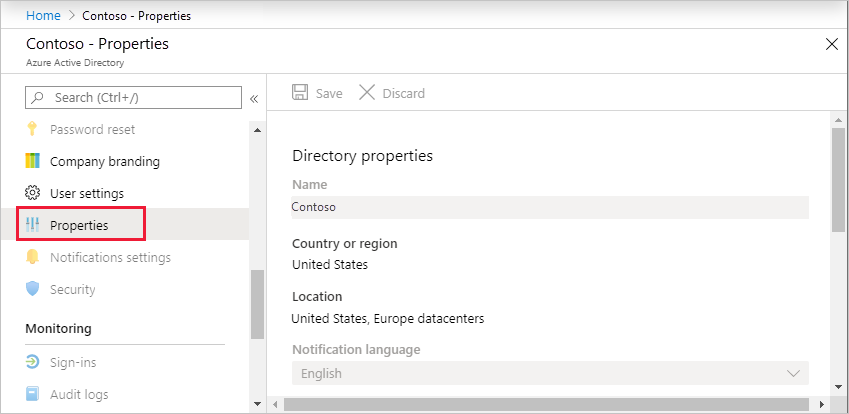 Home > Contoso - Properties
Contoso - Properties
Azure Active Directory
Search (Ctrl+/)
«
Password reset
Company branding
User settings
Properties
Notifications settings
Security
Monitoring
Sign-ins
Audit logs
Save
Discard
Directory properties
Name
Contoso
Country or region
United States
Location
United States, Europe datacenters
Notification language
English